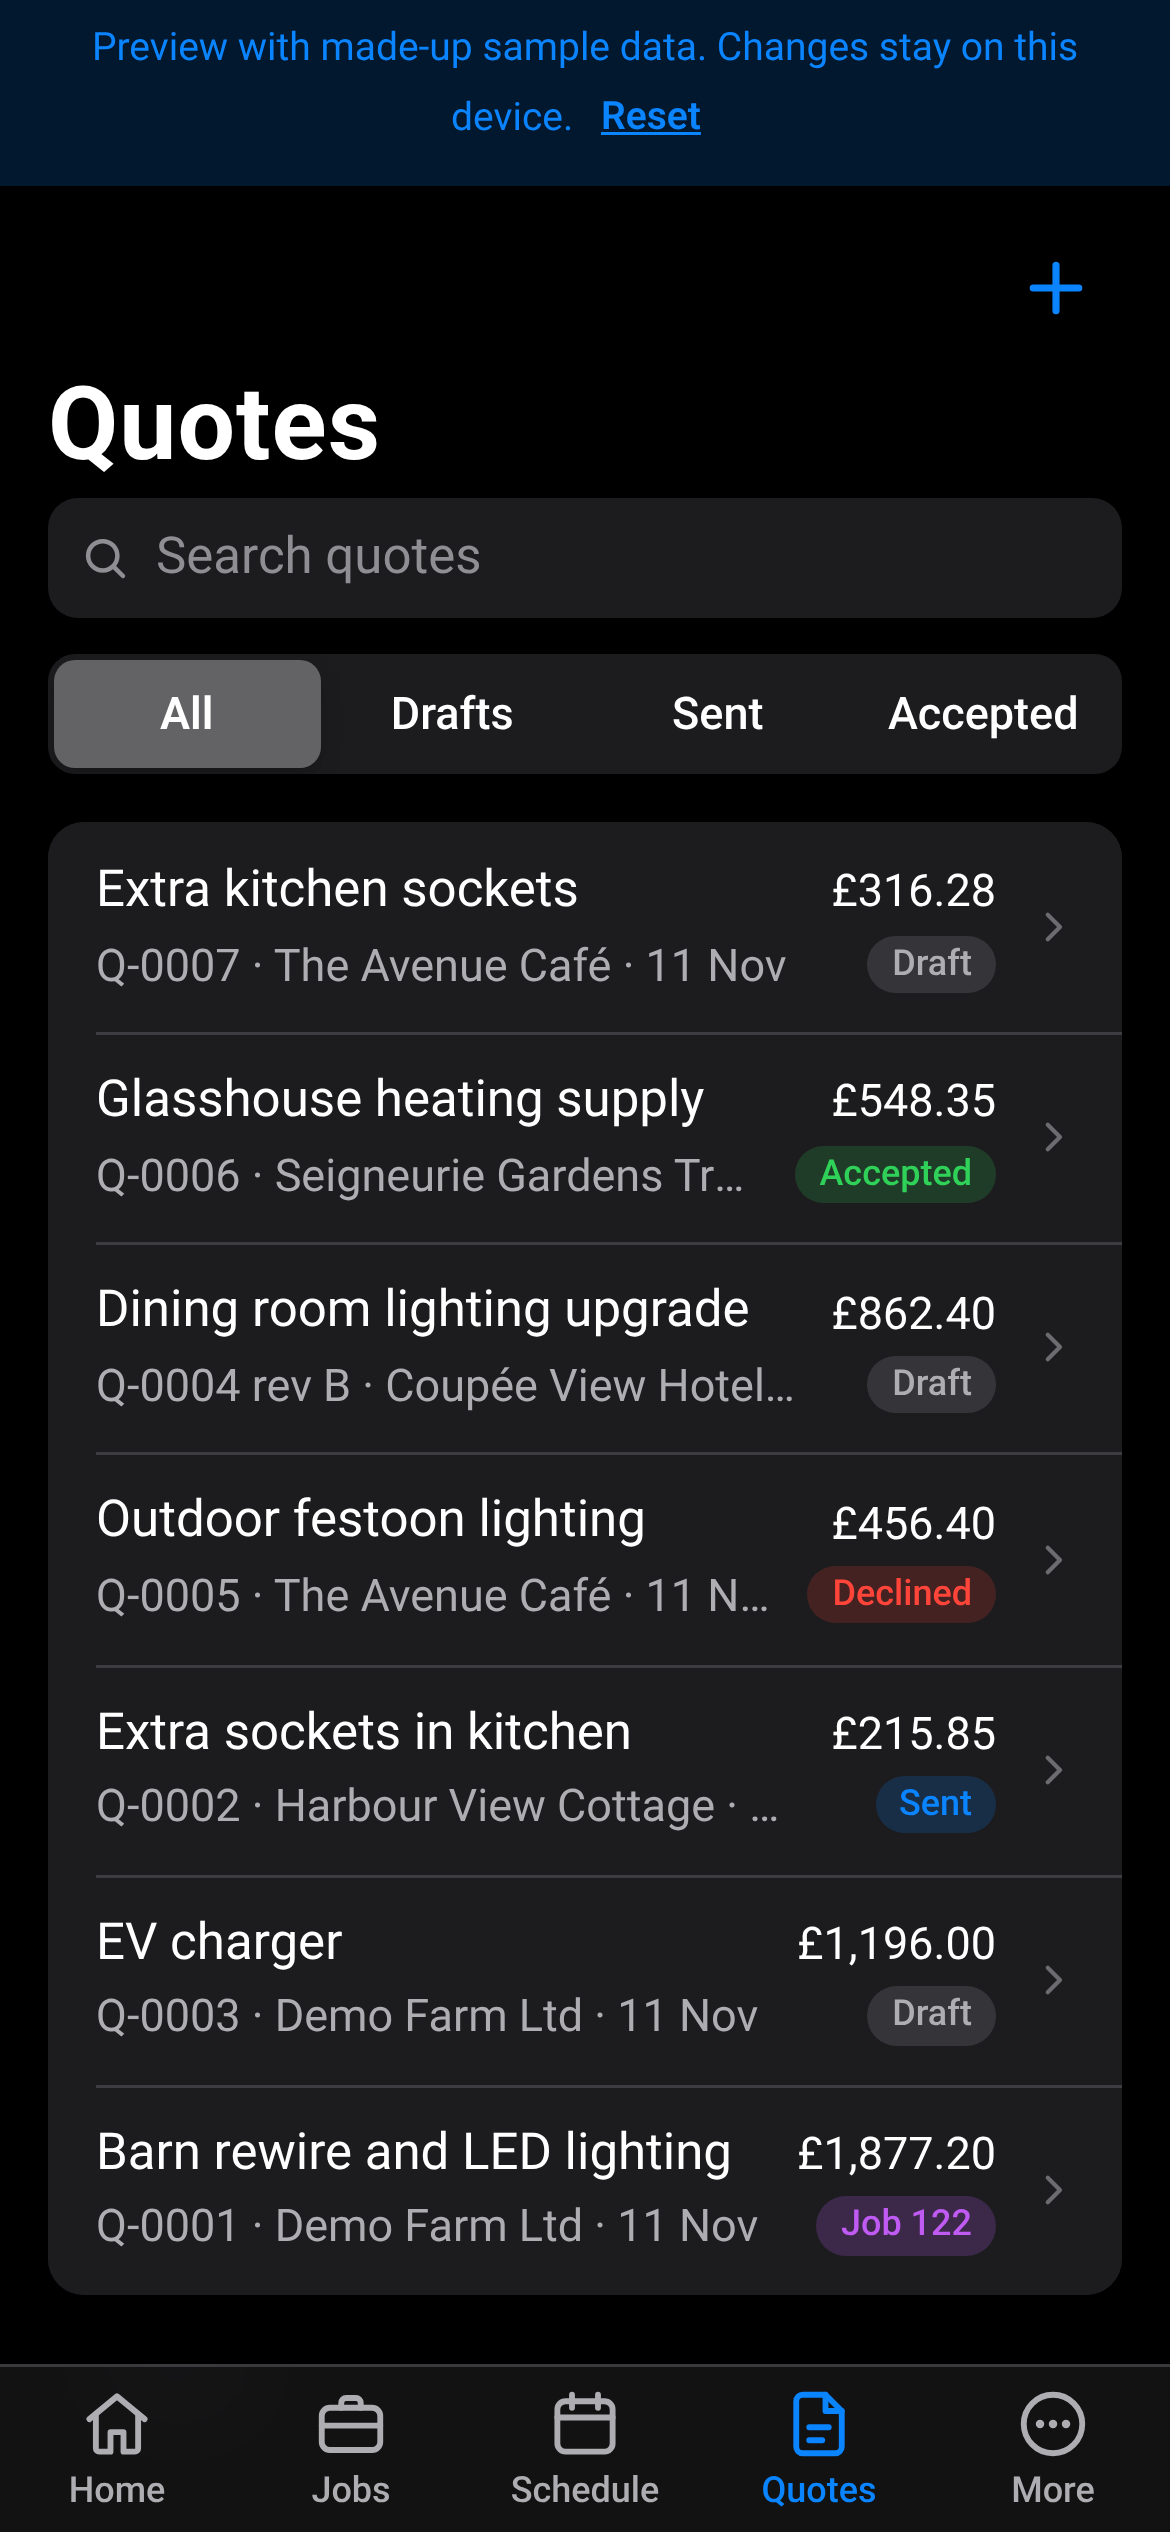 Preview with made-up sample data. Changes stay on this
device. Reset
Quotes
Search quotes
All Drafts Sent Accepted
Extra kitchen sockets £316.28
Q-0007 · The Avenue Café · 11 Nov Draft
Glasshouse heating supply £548.35
Q-0006 · Seigneurie Gardens Tr… Accepted
Dining room lighting upgrade £862.40
Q-0004 rev B · Coupée View Hotel… Draft
Outdoor festoon lighting £456.40
Q-0005 · The Avenue Café · 11 N… Declined
Extra sockets in kitchen £215.85
Q-0002 · Harbour View Cottage · … Sent
EV charger £1,196.00
Q-0003 · Demo Farm Ltd · 11 Nov Draft
Barn rewire and LED lighting £1,877.20
Q-0001 · Demo Farm Ltd · 11 Nov Job 122
Home Jobs Schedule Quotes More